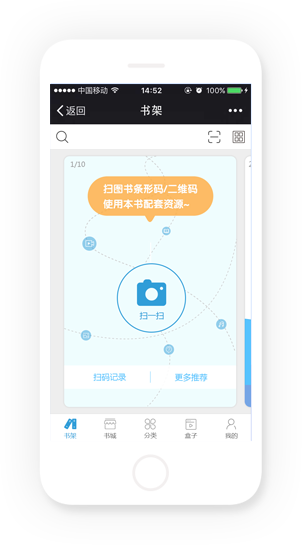 中国移动 14:52 100%
返回 书架
1/10
扫图书条形码/二维码
使用本书配套资源~
扫一扫
扫码记录 更多推荐
书架 书城 分类 盒子 我的